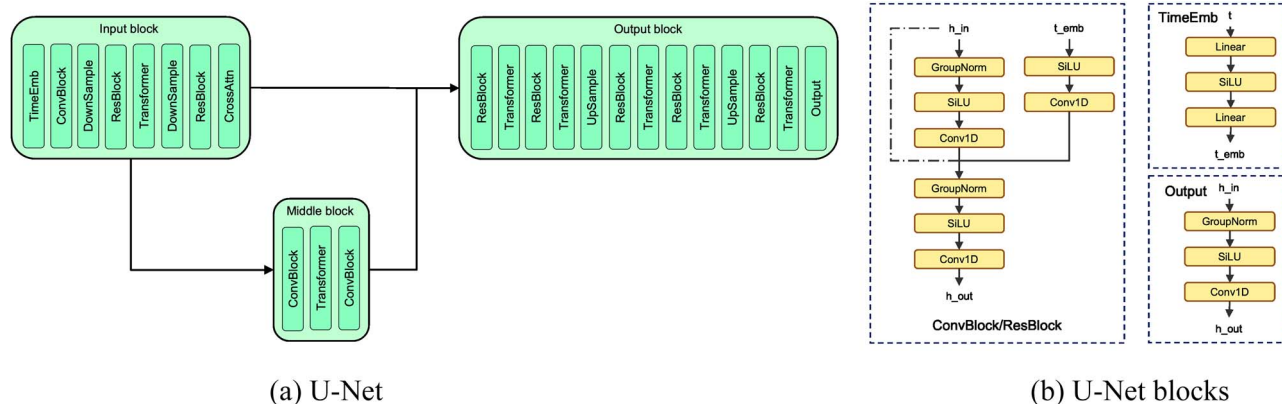 Input block
TimeEmb
ConvBlock
DownSample
ResBlock
Transformer
DownSample
ResBlock
CrossAttn
Output block
ResBlock
Transformer
ResBlock
Transformer
UpSample
ResBlock
Transformer
ResBlock
Transformer
UpSample
ResBlock
Transformer
Output
Middle block
ConvBlock
Transformer
ConvBlock
(a) U-Net
h_in
GroupNorm
SiLU
Conv1D
t_emb
SiLU
Conv1D
GroupNorm
SiLU
Conv1D
h_out
ConvBlock/ResBlock
TimeEmb t
Linear
SiLU
Linear
t_emb
Output h_in
GroupNorm
SiLU
Conv1D
h_out
(b) U-Net blocks